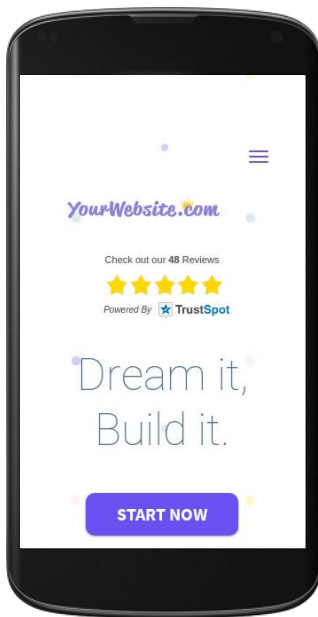 YourWebsite.com
Check out our 48 Reviews
Powered By TrustSpot
Dream it,
Build it.
START NOW